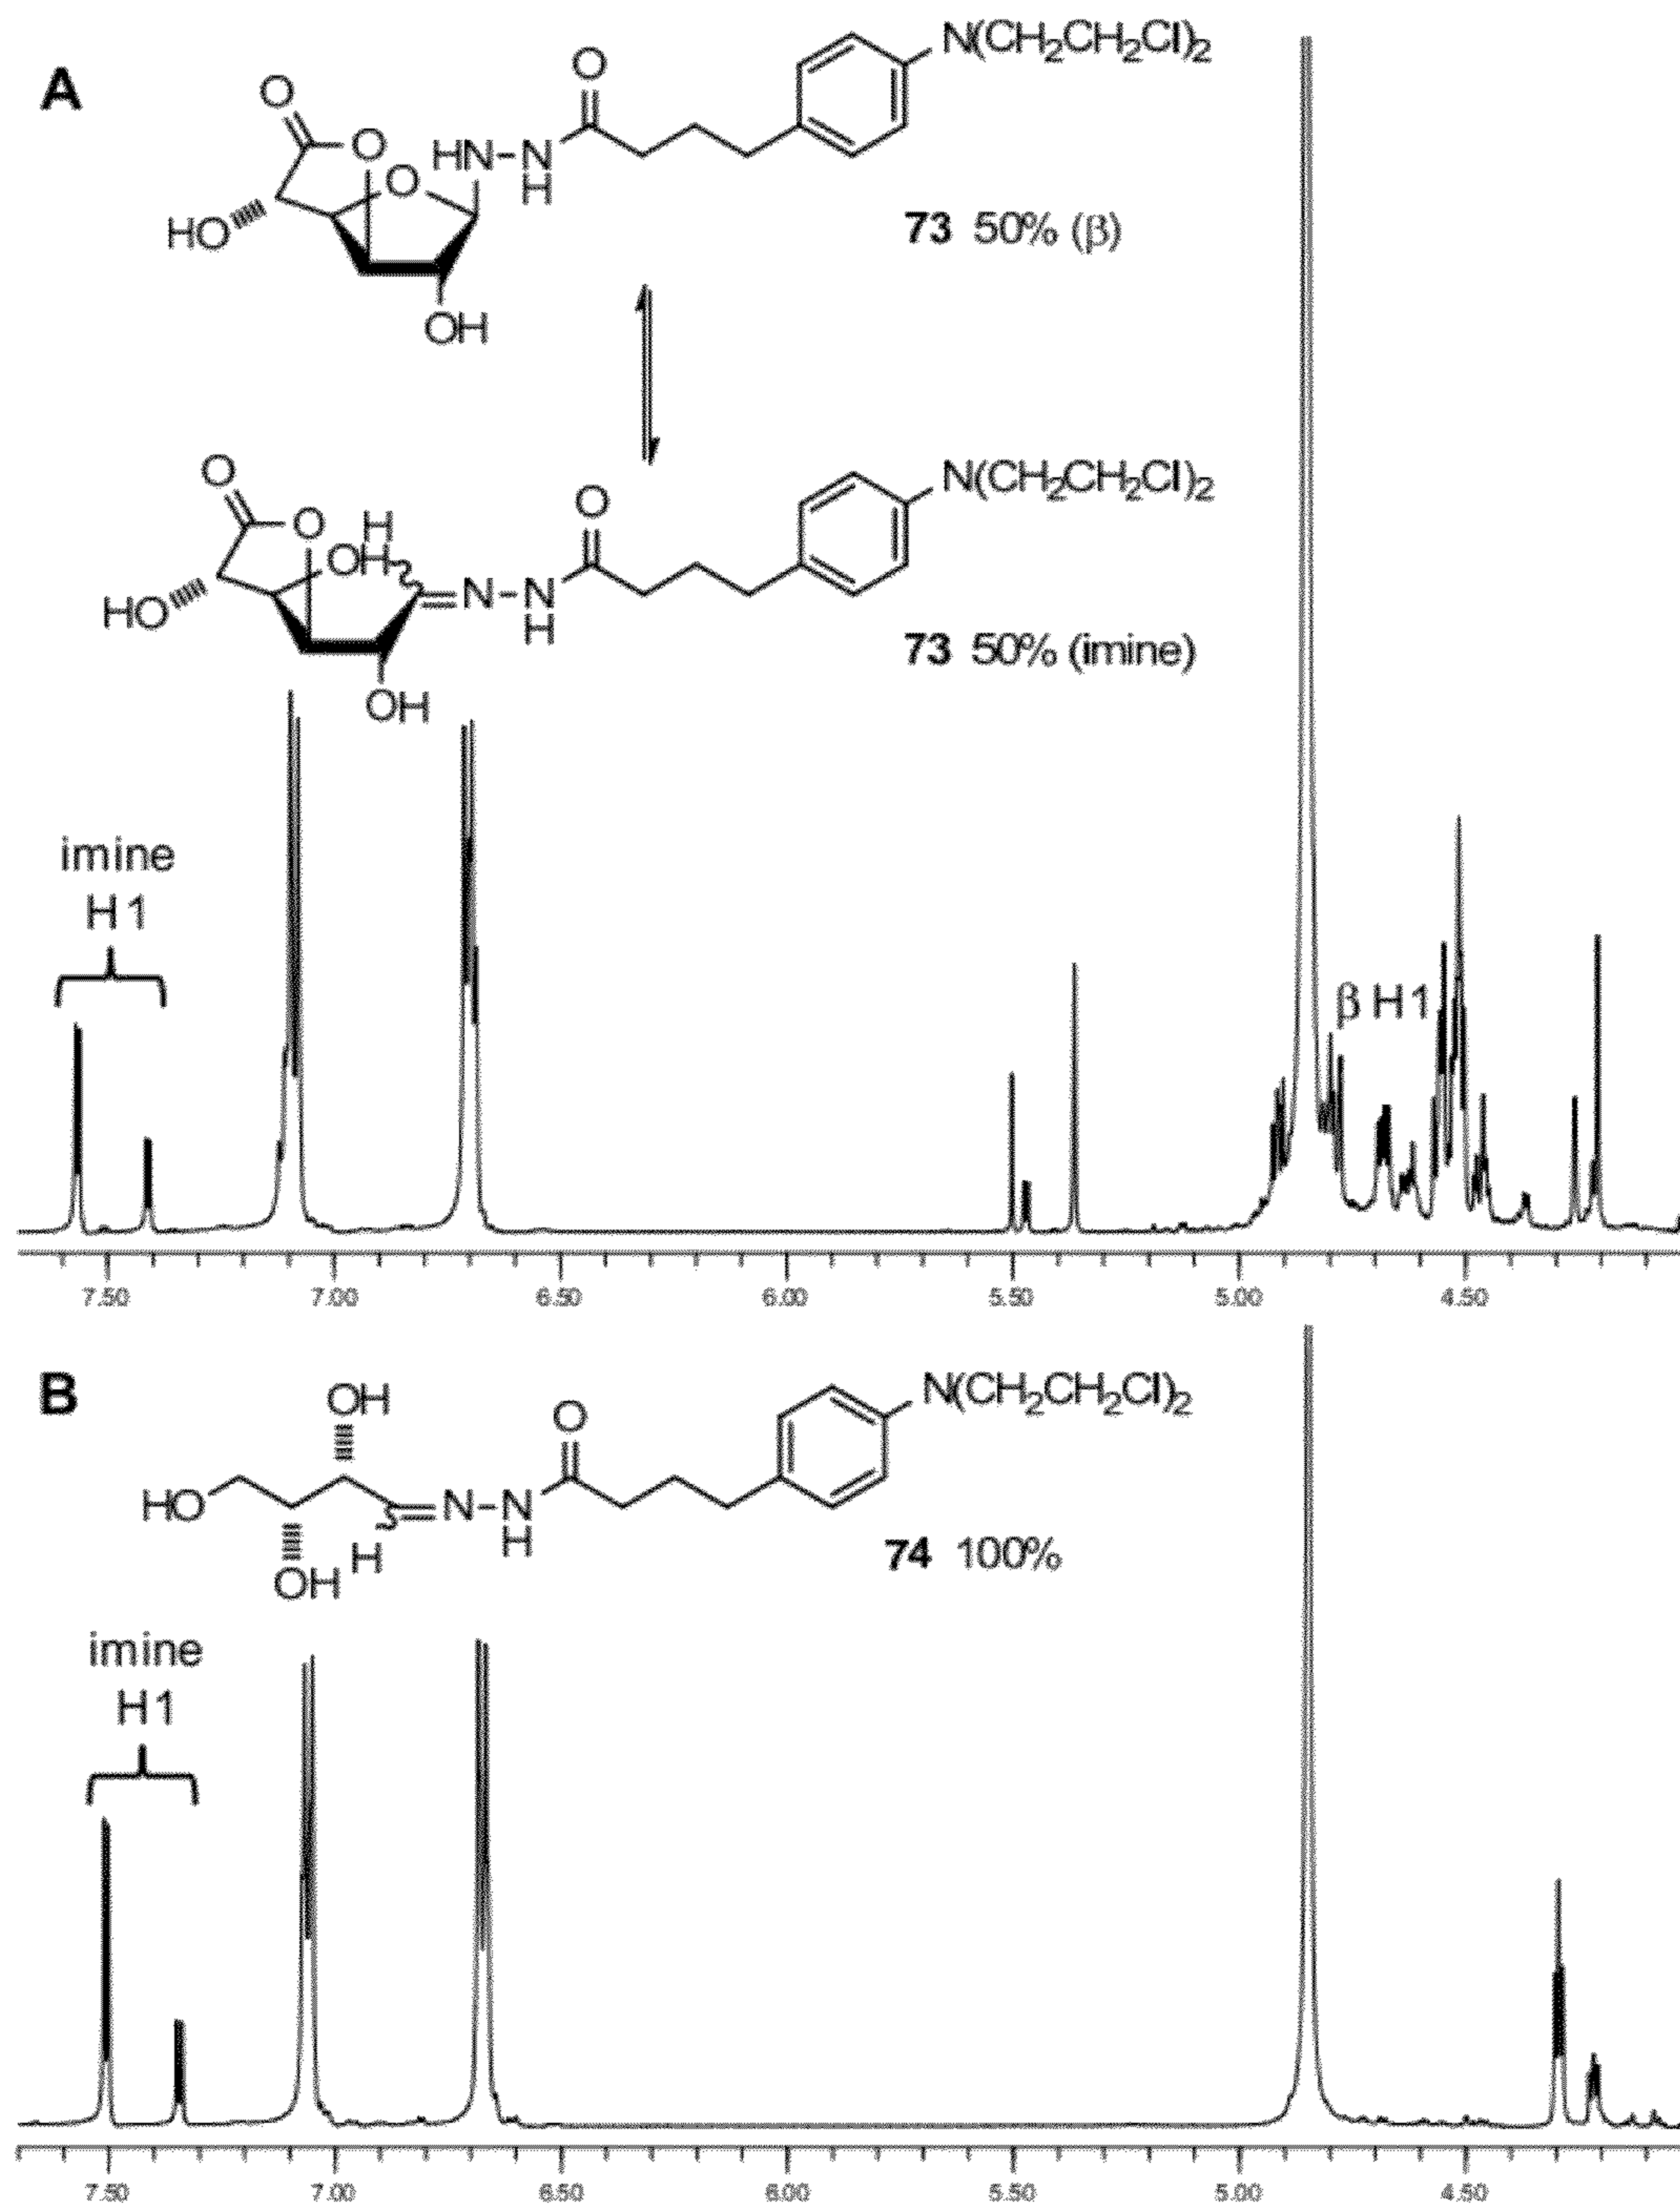 A
O
O
O
HN-N
H
O
N(CH2CH2Cl)2
HO
OH
73 50% (β)
O
O
OH
H
HO
N-N
H
O
N(CH2CH2Cl)2
OH
73 50% (imine)
imine
H1
β H1
7.50 7.00 6.50 6.00 5.50 5.00 4.50
B
OH
HO
OH
H
N-N
H
O
N(CH2CH2Cl)2
74 100%
imine
H1
7.50 7.00 6.50 6.00 5.50 5.00 4.50